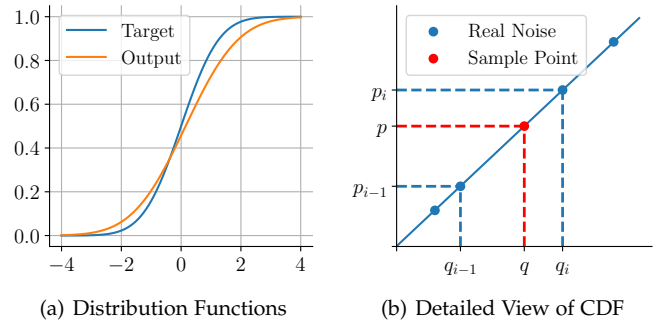 1.0
0.8
0.6
0.4
0.2
0.0
−4
−2
0
2
4
Target
Output
(a) Distribution Functions
Real Noise
Sample Point
p_i
p
p_{i−1}
q_{i−1}
q
q_i
(b) Detailed View of CDF